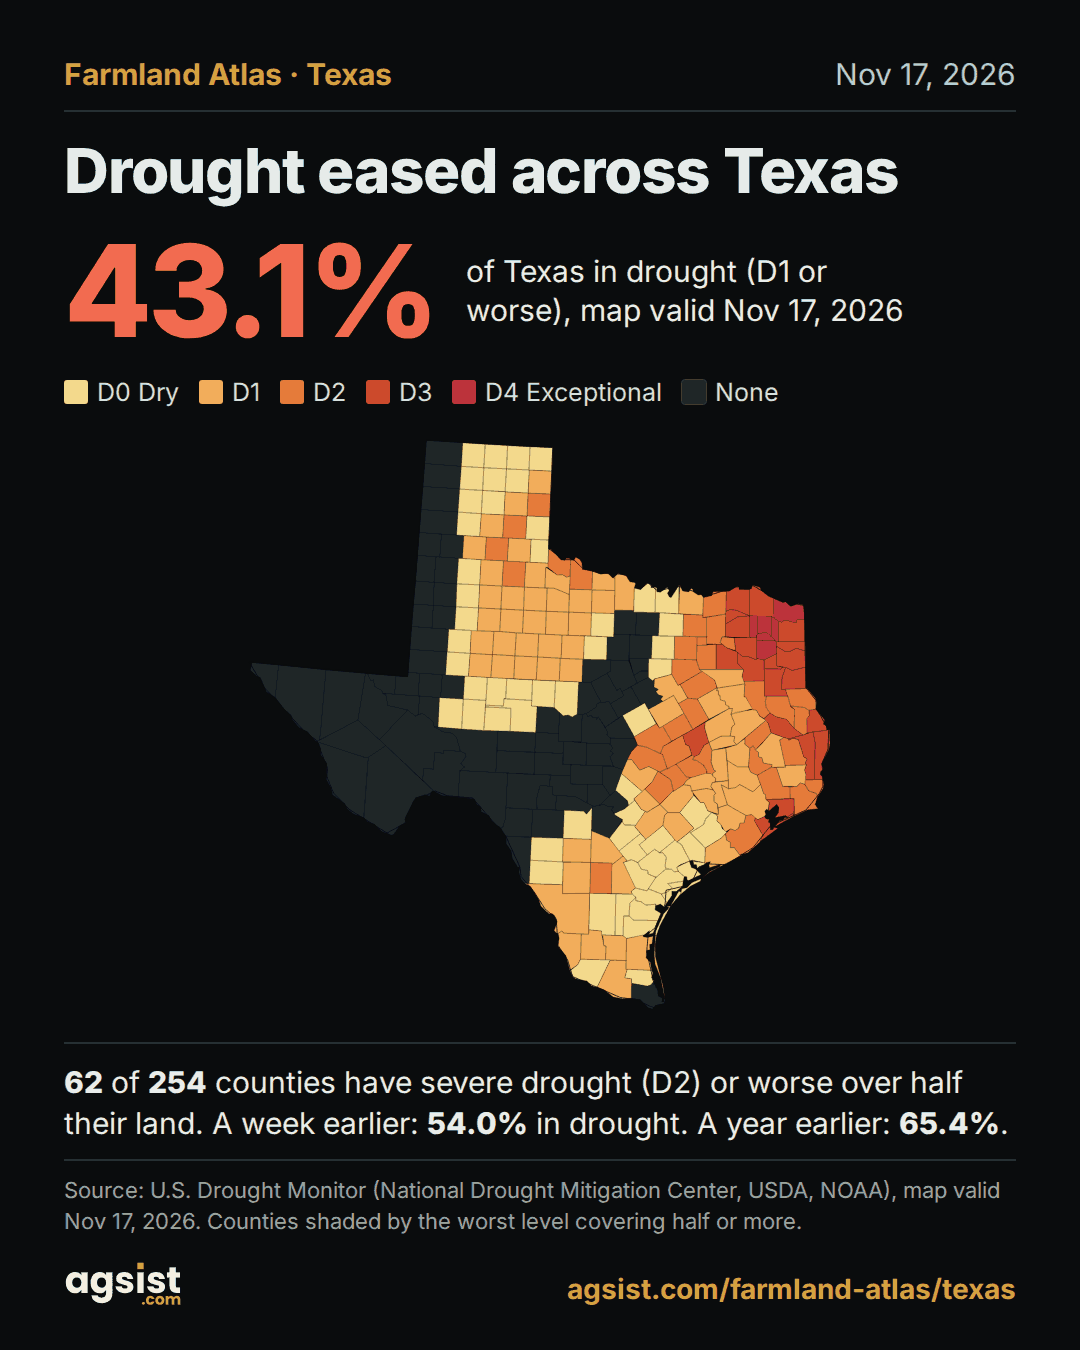 Farmland Atlas · Texas
Nov 17, 2026
Drought eased across Texas
43.1%
of Texas in drought (D1 or
worse), map valid Nov 17, 2026
D0 Dry D1 D2 D3 D4 Exceptional None
62 of 254 counties have severe drought (D2) or worse over half
their land. A week earlier: 54.0% in drought. A year earlier: 65.4%.
Source: U.S. Drought Monitor (National Drought Mitigation Center, USDA, NOAA), map valid
Nov 17, 2026. Counties shaded by the worst level covering half or more.
agsist
.com
agsist.com/farmland-atlas/texas